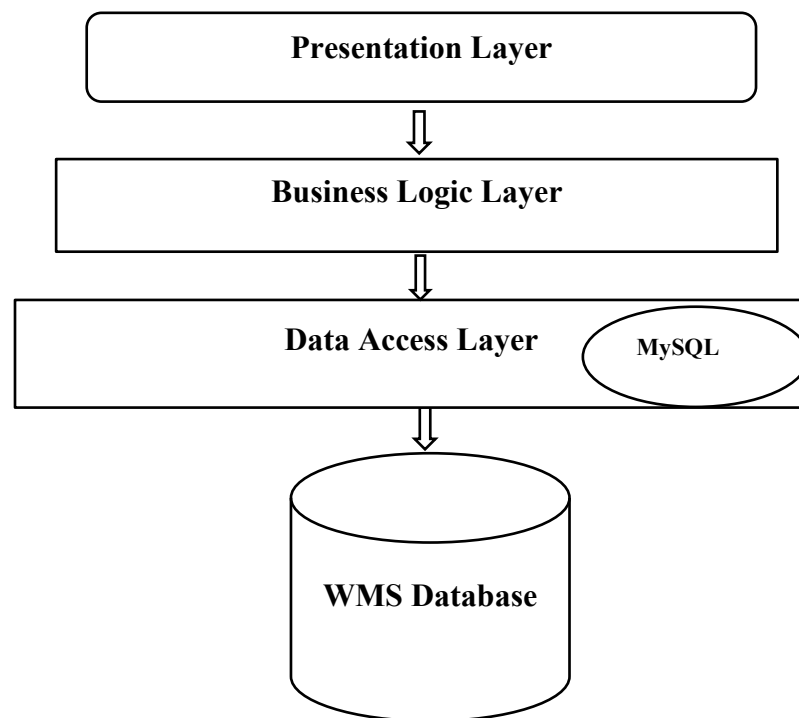 Presentation Layer
Business Logic Layer
Data Access Layer
MySQL
WMS Database